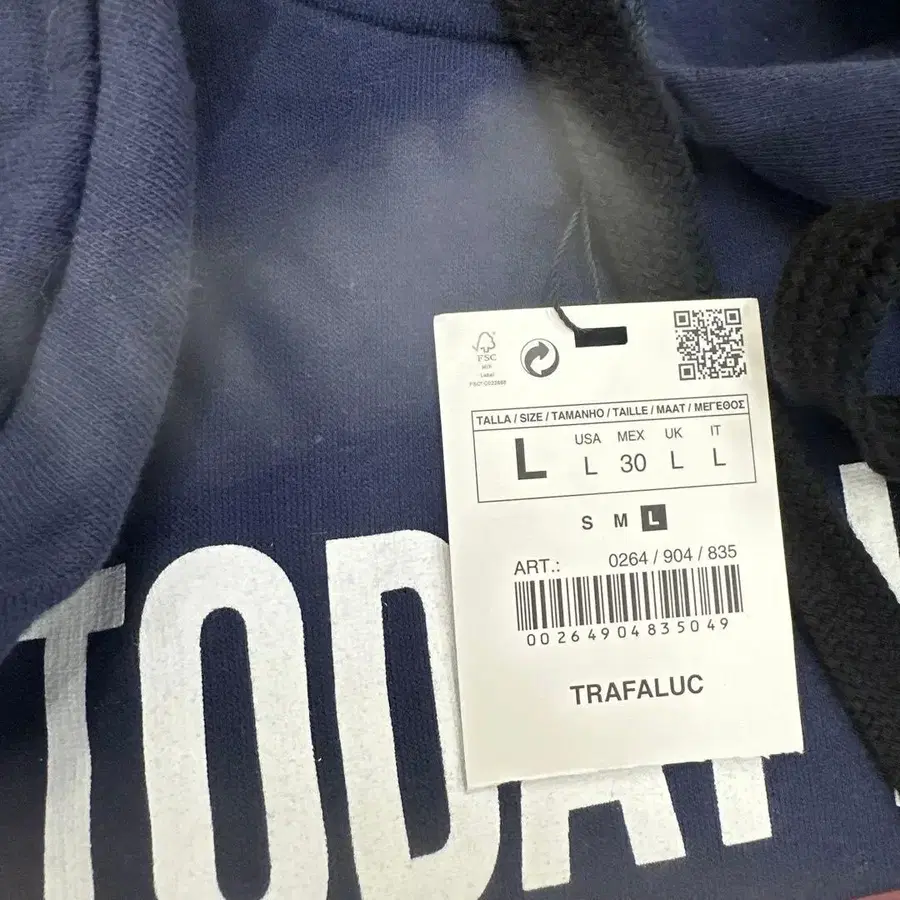 FSC
MIX
Label
TALLA / SIZE / TAMANHO / TAILLE / MAAT / ΜΕΓΕΘΟΣ
L
USA MEX UK IT
L 30 L L
S M L
ART.: 0264 / 904 / 835
00264904835049
TRAFALUC
TODAY